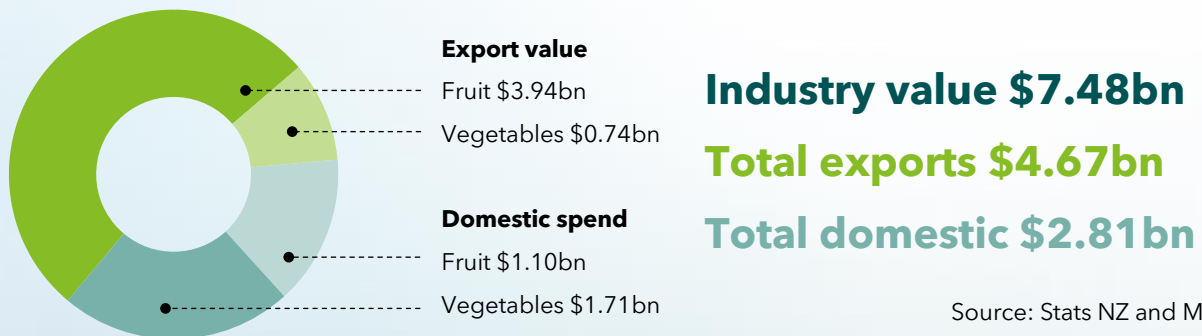 Export value
Fruit $3.94bn
Vegetables $0.74bn
Domestic spend
Fruit $1.10bn
Vegetables $1.71bn
Industry value $7.48bn
Total exports $4.67bn
Total domestic $2.81bn
Source: Stats NZ and M